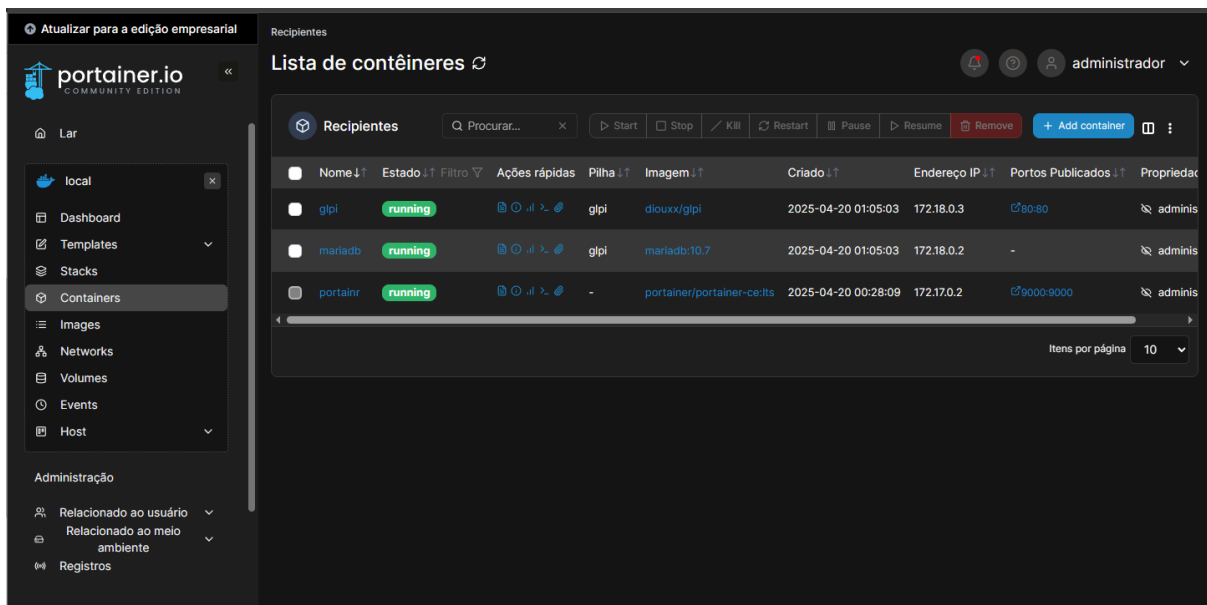 Atualizar para a edição empresarial
portainer.io
COMMUNITY EDITION
Lar
local
Dashboard
Templates
Stacks
Containers
Images
Networks
Volumes
Events
Host
Administração
Relacionado ao usuário
Relacionado ao meio
ambiente
Registros
Recipientes
Lista de contêineres
administrador
Recipientes Procurar... Start Stop Kill Restart Pause Resume Remove + Add container
Nome Estado Filtro Ações rápidas Pilha Imagem Criado Endereço IP Portos Publicados Propriedad
glpi running glpi diouxx/glpi 2025-04-20 01:05:03 172.18.0.3 80:80 adminis
mariadb running glpi mariadb:10.7 2025-04-20 01:05:03 172.18.0.2 - adminis
portainr running - portainer/portainer-ce:lts 2025-04-20 00:28:09 172.17.0.2 9000:9000 adminis
Itens por página 10